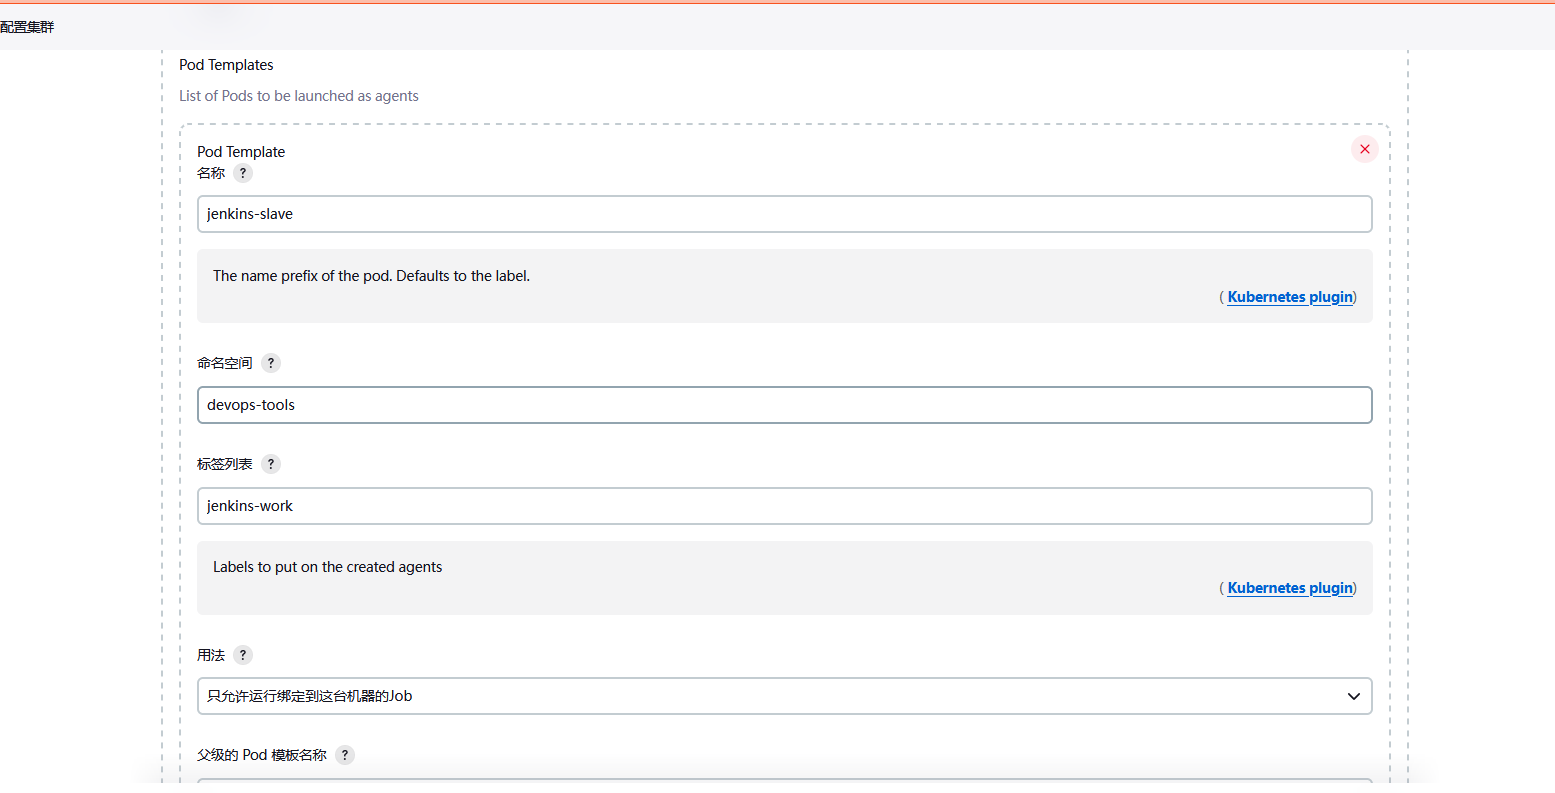 配置集群
Pod Templates
List of Pods to be launched as agents
Pod Template
名称 ?
jenkins-slave
The name prefix of the pod. Defaults to the label.
( Kubernetes plugin)
命名空间 ?
devops-tools
标签列表 ?
jenkins-work
Labels to put on the created agents
( Kubernetes plugin)
用法 ?
只允许运行绑定到这台机器的Job
父级的 Pod 模板名称 ?